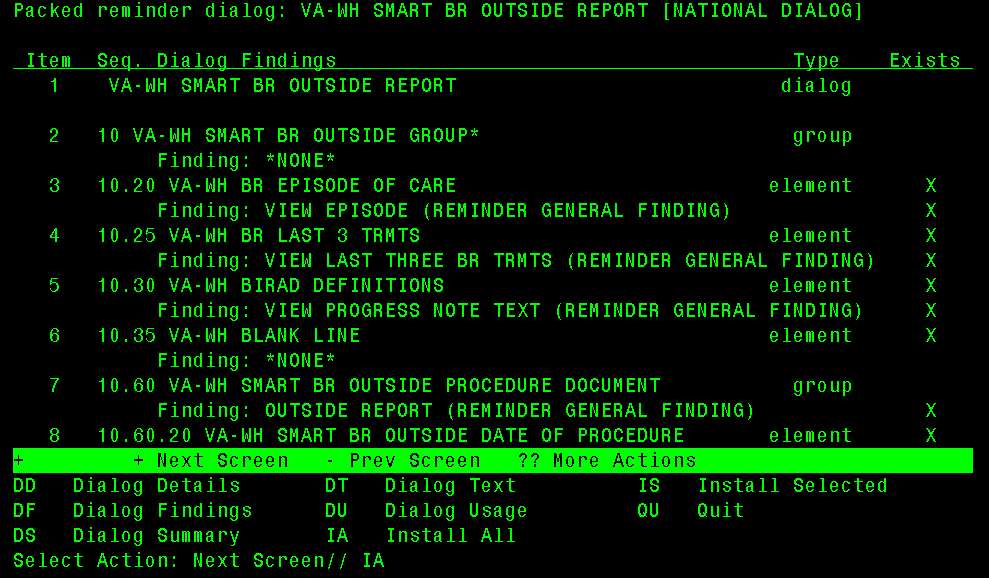 Packed reminder dialog: VA-WH SMART BR OUTSIDE REPORT [NATIONAL DIALOG]
Item Seq. Dialog Findings Type Exists
1 VA-WH SMART BR OUTSIDE REPORT dialog
2 10 VA-WH SMART BR OUTSIDE GROUP* group
Finding: *NONE*
3 10.20 VA-WH BR EPISODE OF CARE element X
Finding: VIEW EPISODE (REMINDER GENERAL FINDING) X
4 10.25 VA-WH BR LAST 3 TRMTS element X
Finding: VIEW LAST THREE BR TRMTS (REMINDER GENERAL FINDING) X
5 10.30 VA-WH BIRAD DEFINITIONS element X
Finding: VIEW PROGRESS NOTE TEXT (REMINDER GENERAL FINDING) X
6 10.35 VA-WH BLANK LINE element X
Finding: *NONE*
7 10.60 VA-WH SMART BR OUTSIDE PROCEDURE DOCUMENT group
Finding: OUTSIDE REPORT (REMINDER GENERAL FINDING) X
8 10.60.20 VA-WH SMART BR OUTSIDE DATE OF PROCEDURE element X
+ + Next Screen - Prev Screen ?? More Actions
DD Dialog Details DT Dialog Text IS Install Selected
DF Dialog Findings DU Dialog Usage QU Quit
DS Dialog Summary IA Install All
Select Action: Next Screen// IA